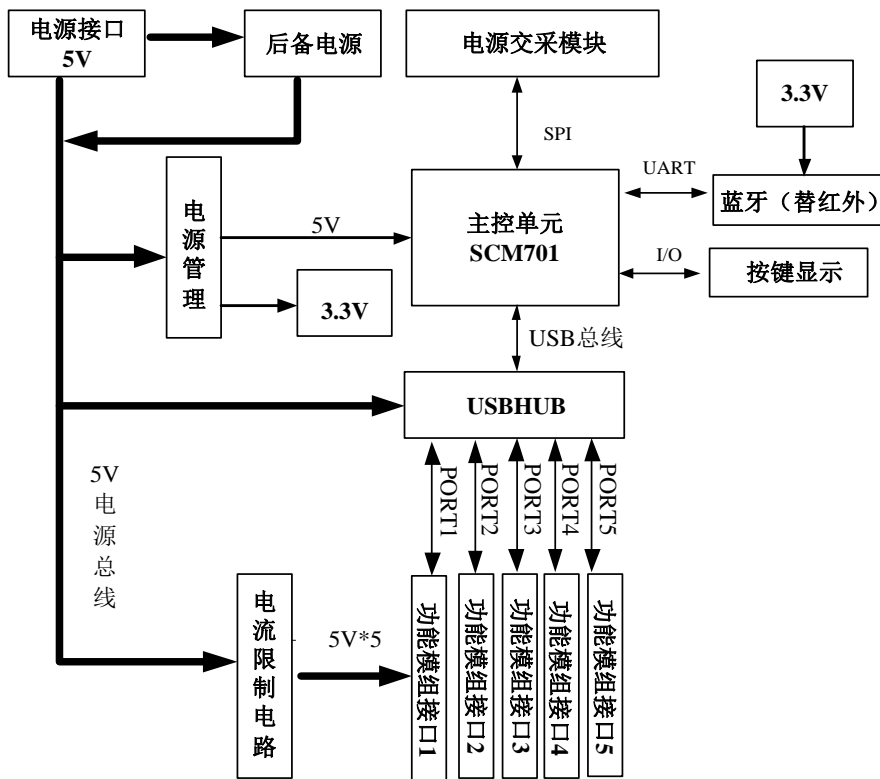 电源接口
5V
后备电源
电源交采模块
3.3V
SPI
UART
蓝牙（替红外）
电源管理
5V
主控单元
SCM701
I/O
按键显示
3.3V
USB总线
USBHUB
PORT1
PORT2
PORT3
PORT4
PORT5
5V
电源总线
电流限制电路
5V*5
功能模组接口1
功能模组接口2
功能模组接口3
功能模组接口4
功能模组接口5